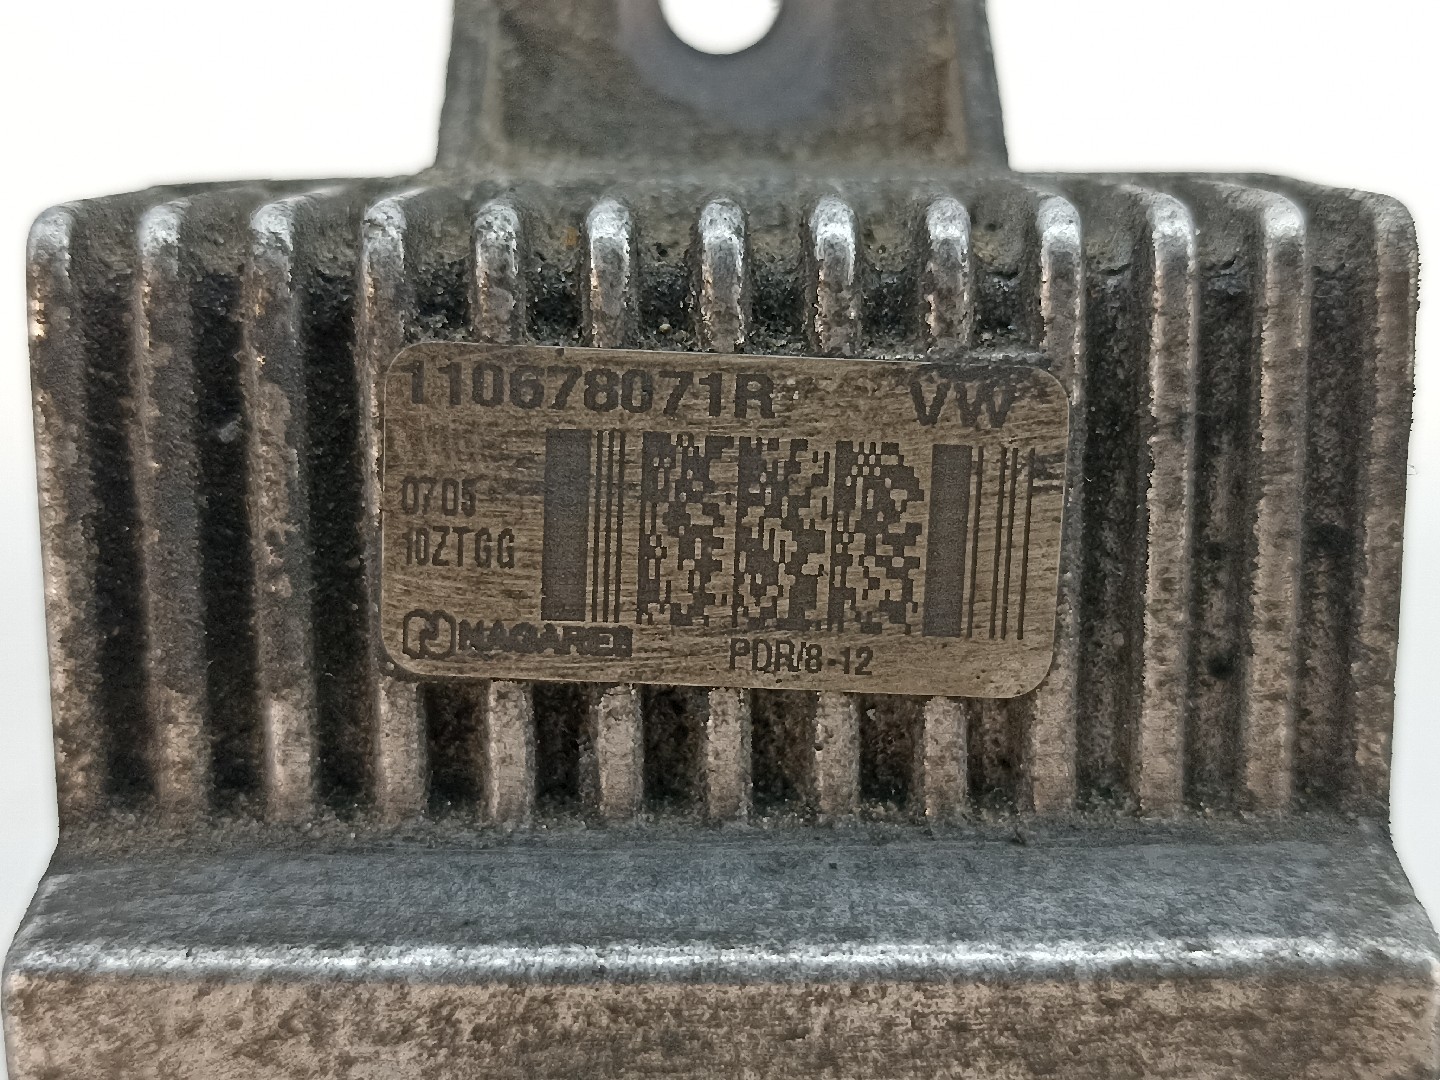 110678071R VW
0705
10ZTGG
NAGARES
PDR/8-12